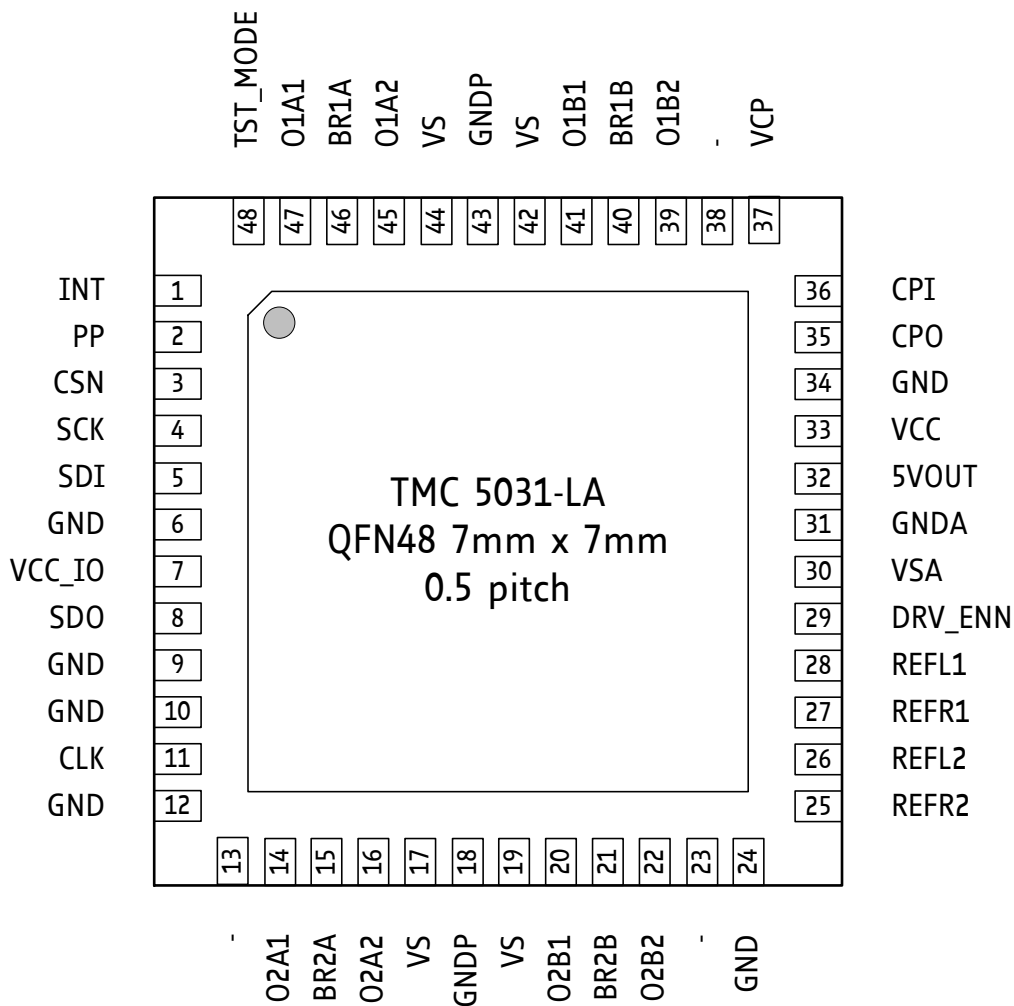 TST_MODE
O1A1
BR1A
O1A2
VS
GNDP
VS
O1B1
BR1B
O1B2
-
VCP
48
47
46
45
44
43
42
41
40
39
38
37
INT 1
PP 2
CSN 3
SCK 4
SDI 5
GND 6
VCC_IO 7
SDO 8
GND 9
GND 10
CLK 11
GND 12
TMC 5031-LA
QFN48 7mm x 7mm
0.5 pitch
36 CPI
35 CPO
34 GND
33 VCC
32 5VOUT
31 GNDA
30 VSA
29 DRV_ENN
28 REFL1
27 REFR1
26 REFL2
25 REFR2
13
14
15
16
17
18
19
20
21
22
23
24
-
O2A1
BR2A
O2A2
VS
GNDP
VS
O2B1
BR2B
O2B2
-
GND